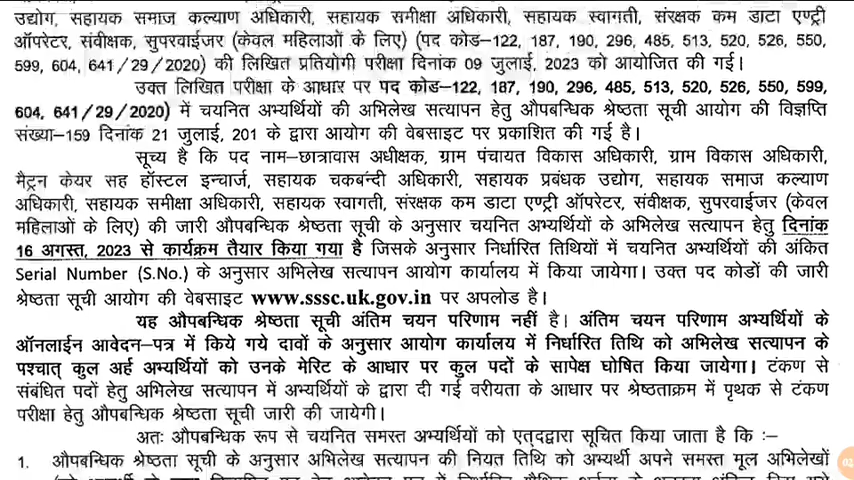 उद्योग, सहायक समाज कल्याण अधिकारी, सहायक समीक्षा अधिकारी, सहायक स्वागती, संरक्षक कम डाटा एण्ट्री
ऑपरेटर, संवीक्षक, सुपरवाईजर (केवल महिलाओं के लिए) (पद कोड–122, 187, 190, 296, 485, 513, 520, 526, 550,
599, 604, 641/29/2020) की लिखित प्रतियोगी परीक्षा दिनांक 09 जुलाई, 2023 को आयोजित की गई।
उक्त लिखित परीक्षा के आधार पर पद कोड–122, 187, 190, 296, 485, 513, 520, 526, 550, 599,
604, 641/29/2020) में चयनित अभ्यर्थियों की अभिलेख सत्यापन हेतु औपबन्धिक श्रेष्ठता सूची आयोग की विज्ञप्ति
संख्या–159 दिनांक 21 जुलाई, 201 के द्वारा आयोग की वेबसाइट पर प्रकाशित की गई है।
सूच्य है कि पद नाम–छात्रावास अधीक्षक, ग्राम पंचायत विकास अधिकारी, ग्राम विकास अधिकारी,
मैट्रन केयर सह हॉस्टल इन्चार्ज, सहायक चकबन्दी अधिकारी, सहायक प्रबंधक उद्योग, सहायक समाज कल्याण
अधिकारी, सहायक समीक्षा अधिकारी, सहायक स्वागती, संरक्षक कम डाटा एण्ट्री ऑपरेटर, संवीक्षक, सुपरवाईजर (केवल
महिलाओं के लिए) की जारी औपबन्धिक श्रेष्ठता सूची के अनुसार चयनित अभ्यर्थियों के अभिलेख सत्यापन हेतु दिनांक
16 अगस्त, 2023 से कार्यक्रम तैयार किया गया है जिसके अनुसार निर्धारित तिथियों में चयनित अभ्यर्थियों की अंकित
Serial Number (S.No.) के अनुसार अभिलेख सत्यापन आयोग कार्यालय में किया जायेगा। उक्त पद कोडों की जारी
श्रेष्ठता सूची आयोग की वेबसाइट www.sssc.uk.gov.in पर अपलोड है।
यह औपबन्धिक श्रेष्ठता सूची अंतिम चयन परिणाम नहीं है। अंतिम चयन परिणाम अभ्यर्थियों के
ऑनलाईन आवेदन–पत्र में किये गये दावों के अनुसार आयोग कार्यालय में निर्धारित तिथि को अभिलेख सत्यापन के
पश्चात् कुल अर्ह अभ्यर्थियों को उनके मेरिट के आधार पर कुल पदों के सापेक्ष घोषित किया जायेगा। टंकण से
संबंधित पदों हेतु अभिलेख सत्यापन में अभ्यर्थियों के द्वारा दी गई वरीयता के आधार पर श्रेष्ठताक्रम में पृथक से टंकण
परीक्षा हेतु औपबन्धिक श्रेष्ठता सूची जारी की जायेगी।
अतः औपबन्धिक रूप से चयनित समस्त अभ्यर्थियों को एतद्द्वारा सूचित किया जाता है कि :–
1. औपबन्धिक श्रेष्ठता सूची के अनुसार अभिलेख सत्यापन की नियत तिथि को अभ्यर्थी अपने समस्त मूल अभिलेखों